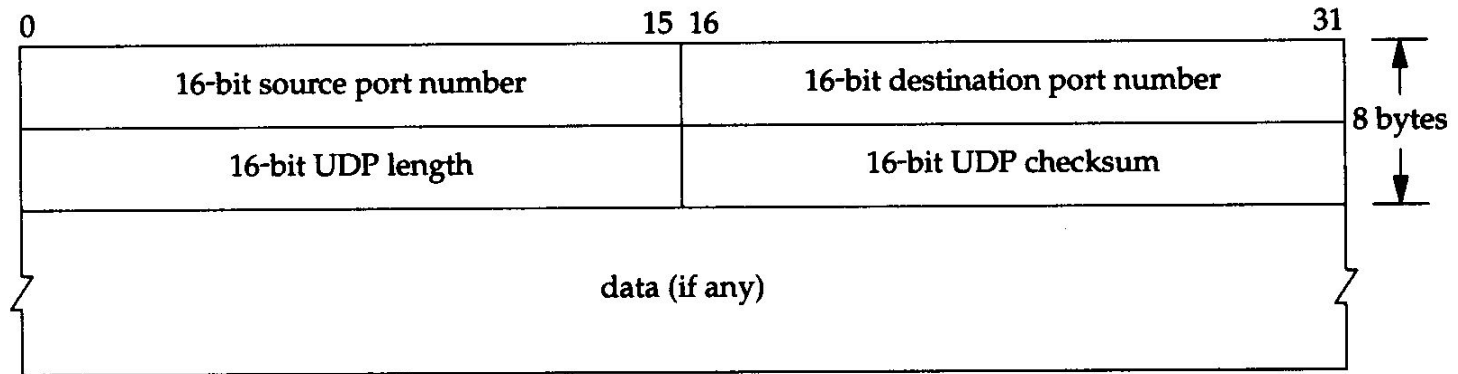 0 15 16 31
16-bit source port number 16-bit destination port number
8 bytes
16-bit UDP length 16-bit UDP checksum
data (if any)